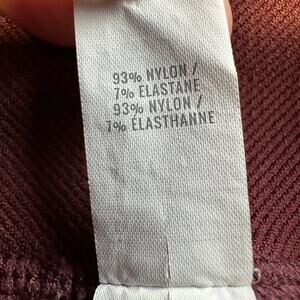 93% NYLON /
7% ELASTANE
93% NYLON /
7% ÉLASTHANNE